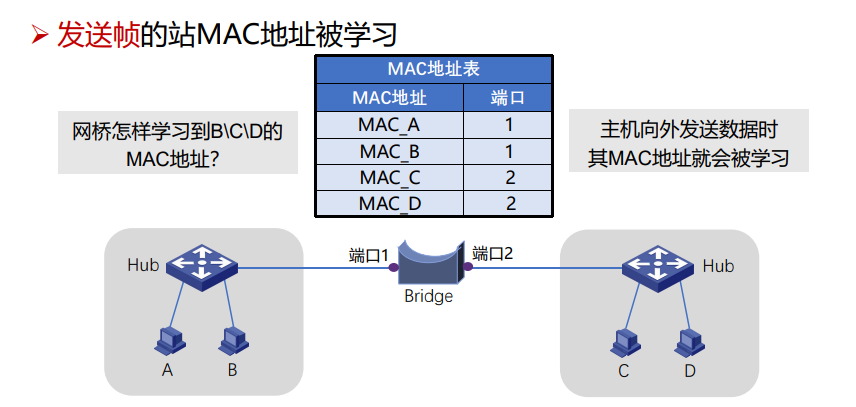 发送帧的站MAC地址被学习
网桥怎样学习到B\C\D的
MAC地址？
MAC地址表
MAC地址 端口
MAC_A 1
MAC_B 1
MAC_C 2
MAC_D 2
主机向外发送数据时
其MAC地址就会被学习
Hub
端口1
端口2
Hub
Bridge
A
B
C
D